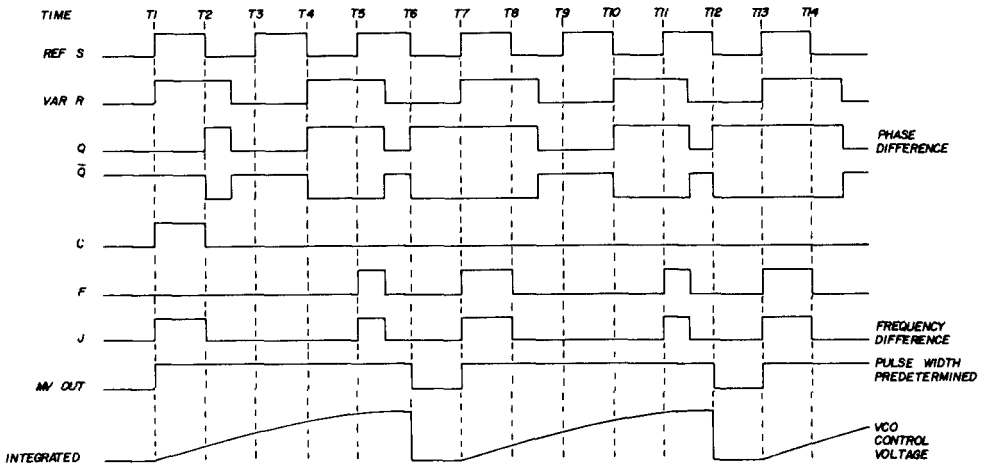 TIME T1 T2 T3 T4 T5 T6 T7 T8 T9 T10 T11 T12 T13 T14
REF S
VAR R
Q PHASE DIFFERENCE
Q̅
C
F
J FREQUENCY DIFFERENCE
MV OUT PULSE WIDTH PREDETERMINED
INTEGRATED VCO CONTROL VOLTAGE